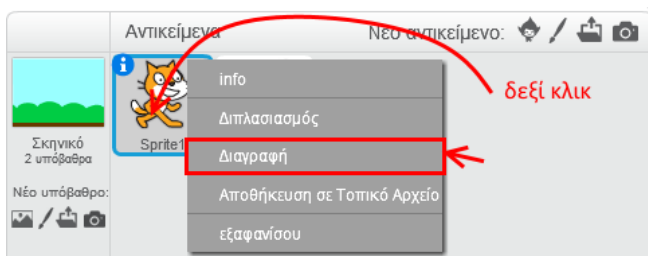 Αντικείμενα
Νέο αντικείμενο:
δεξί κλικ
info
Διπλασιασμός
Διαγραφή
Αποθήκευση σε Τοπικό Αρχείο
εξαφανίσου
Sprite1
Σκηνικό
2 υπόβαθρα
Νέο υπόβαθρο: